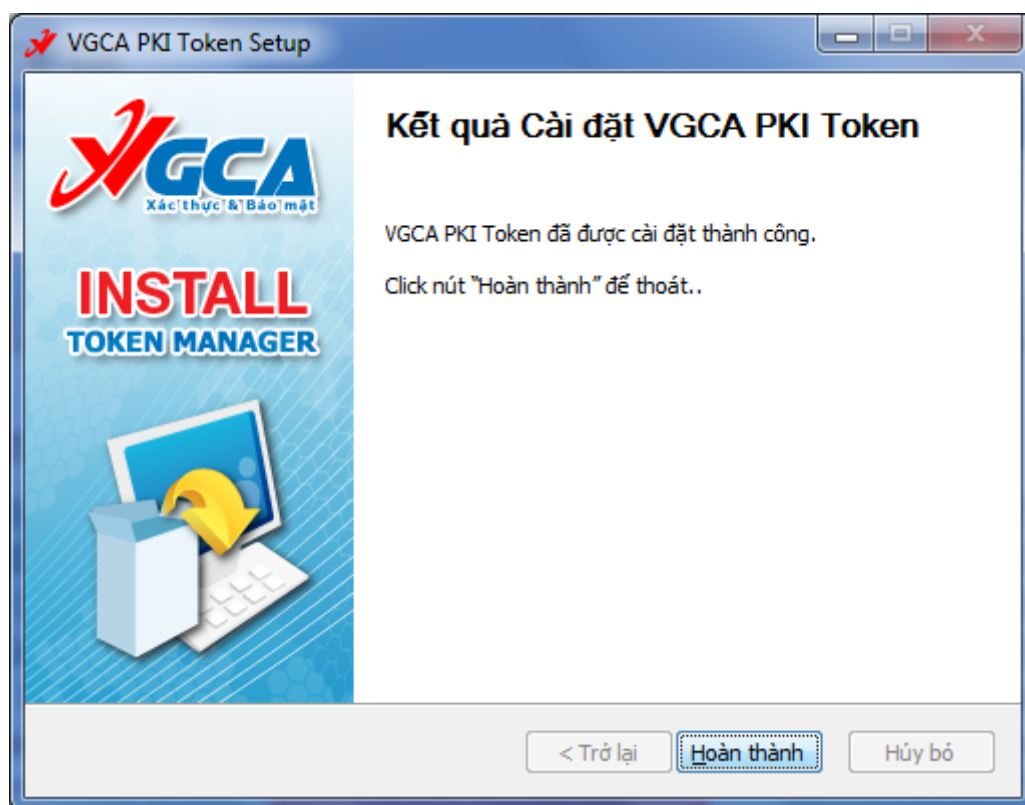 VGCA PKI Token Setup
VGCA
Xác thực & Bảo mật
INSTALL
TOKEN MANAGER
Kết quả Cài đặt VGCA PKI Token
VGCA PKI Token đã được cài đặt thành công.
Click nút "Hoàn thành" để thoát..
< Trở lại
Hoàn thành
Hủy bỏ